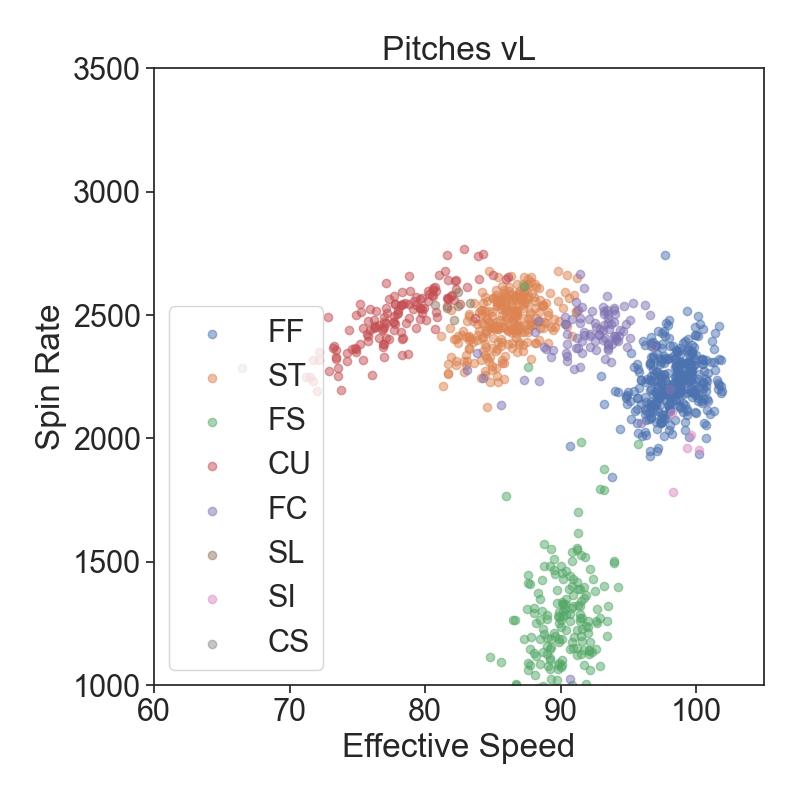 Pitches vL
3500
3000
2500
2000
1500
1000
Spin Rate
FF
ST
FS
CU
FC
SL
SI
CS
60 70 80 90 100
Effective Speed